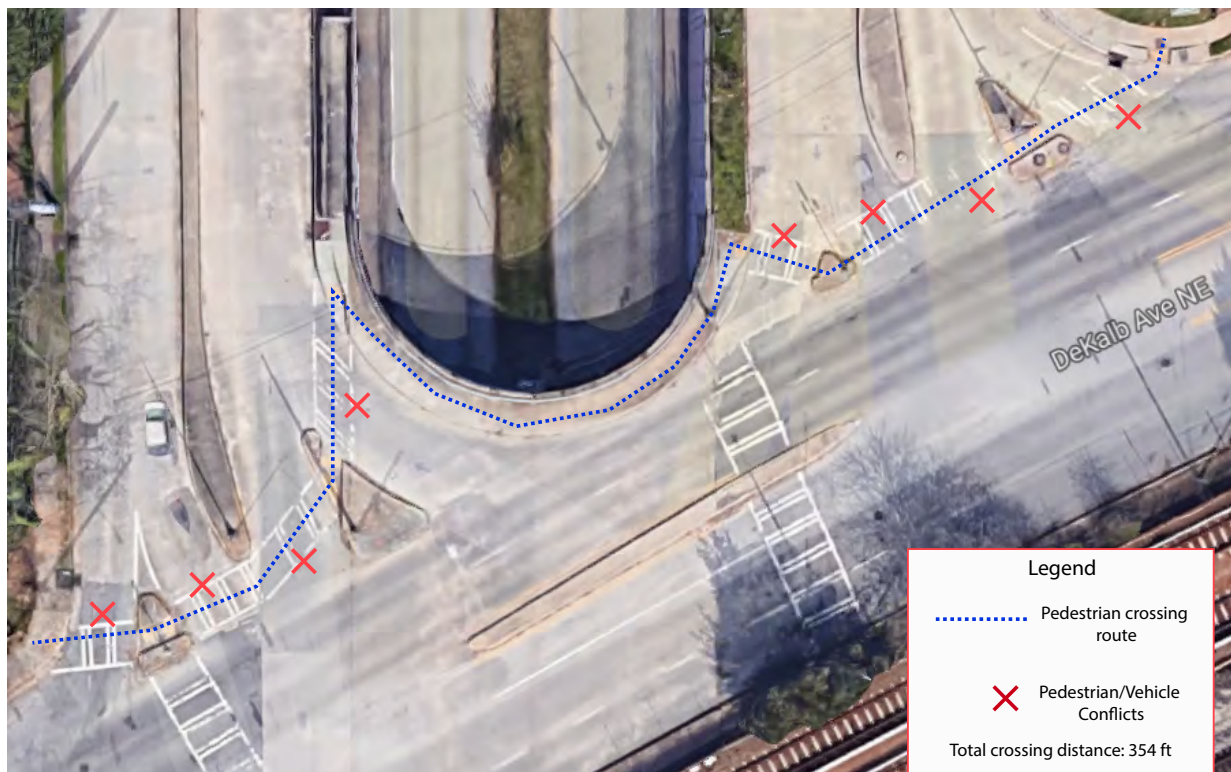 DeKalb Ave NE
Legend
Pedestrian crossing
route
Pedestrian/Vehicle
Conflicts
Total crossing distance: 354 ft